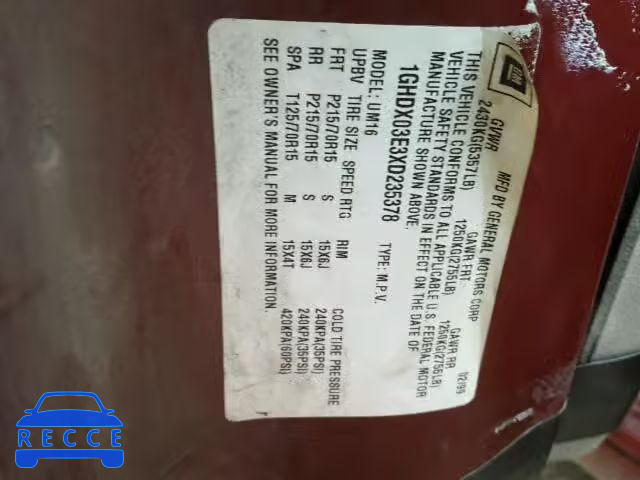 GM
MFD BY GENERAL MOTORS CORP
02/99
GVWR GAWR FRT GAWR RR
2430KG(5357LB) 1250KG(2755LB) 1250KG(2755LB)
THIS VEHICLE CONFORMS TO ALL APPLICABLE U.S. FEDERAL MOTOR
VEHICLE SAFETY STANDARDS IN EFFECT ON THE DATE OF
MANUFACTURE SHOWN ABOVE.
1GHDX03E3XD235378 TYPE: M.P.V.
MODEL: UM16
UPBV TIRE SIZE SPEED RTG RIM COLD TIRE PRESSURE
FRT P215/70R15 S 15X6J 240KPA(35PSI)
RR P215/70R15 S 15X6J 240KPA(35PSI)
SPA T125/70R15 M 15X4T 420KPA(60PSI)
SEE OWNER'S MANUAL FOR MORE INFORMATION.
RECCE